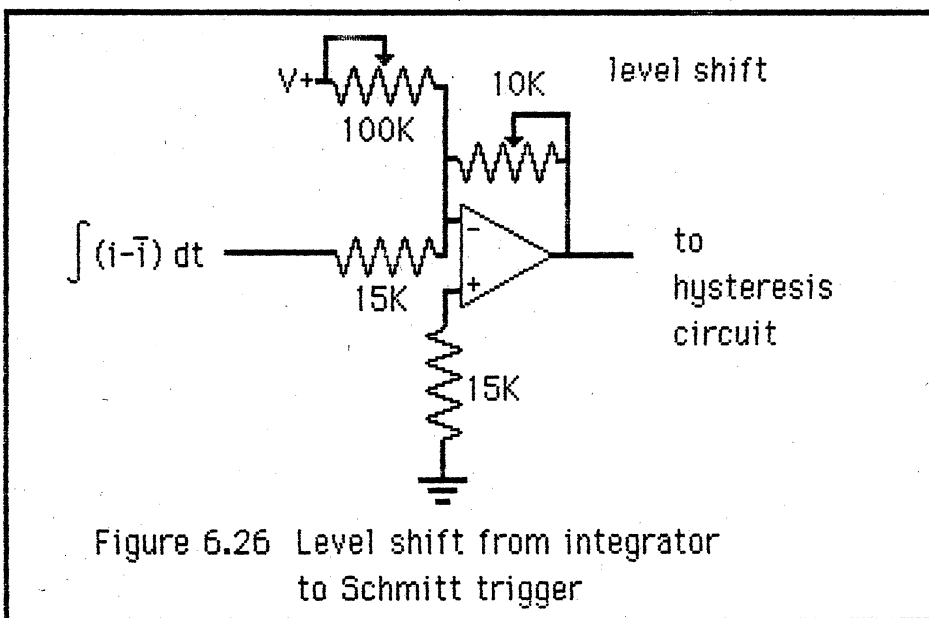 V+
100K
10K
level shift
∫(i-i̅) dt
15K
-
+
15K
to
hysteresis
circuit
Figure 6.26 Level shift from integrator
to Schmitt trigger